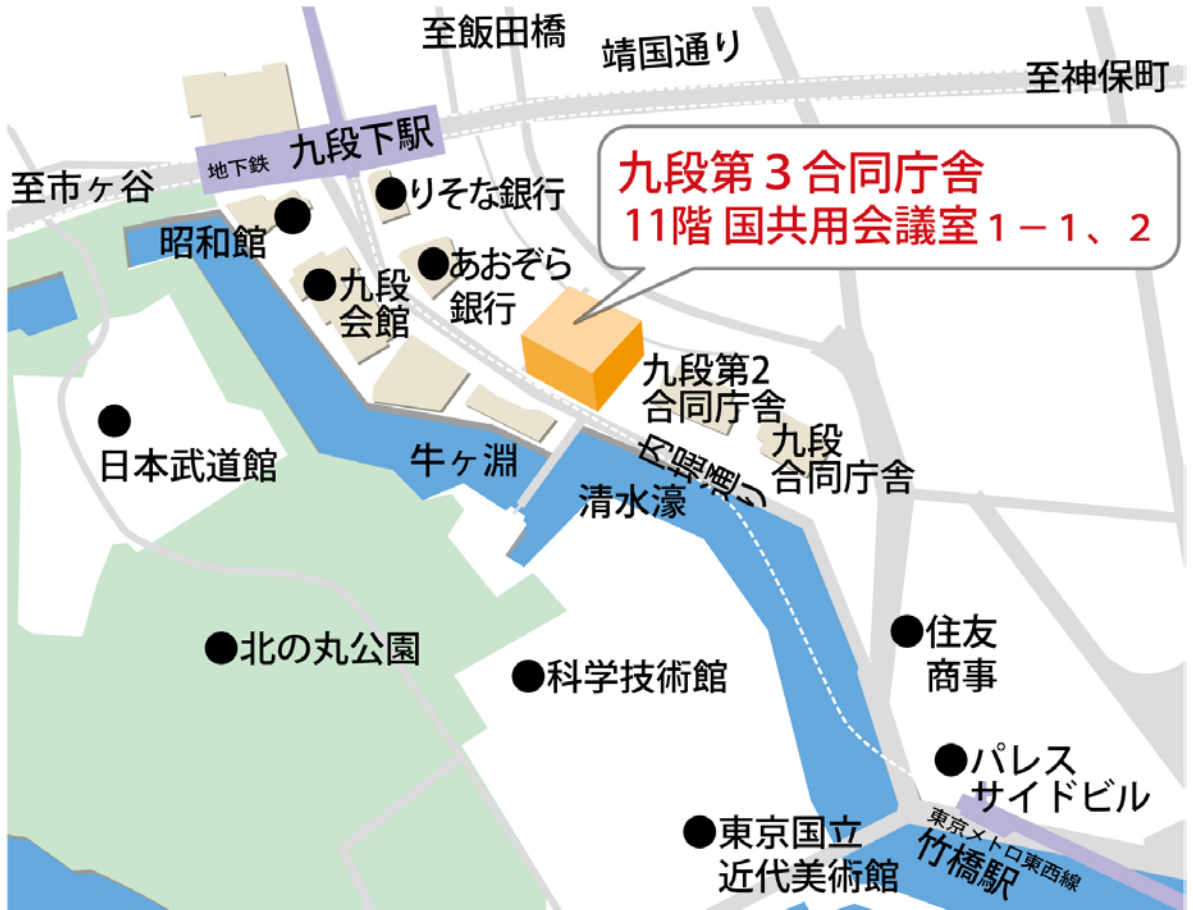 至飯田橋
靖国通り
至神保町
地下鉄 九段下駅
至市ヶ谷
九段第3合同庁舎
11階 国共用会議室1-1、2
りそな銀行
昭和館
あおぞら
銀行
九段
会館
九段第2
合同庁舎
九段
合同庁舎
内堀通り
日本武道館
牛ヶ淵
清水濠
北の丸公園
科学技術館
住友
商事
パレス
サイドビル
東京国立
近代美術館
東京メトロ東西線
竹橋駅